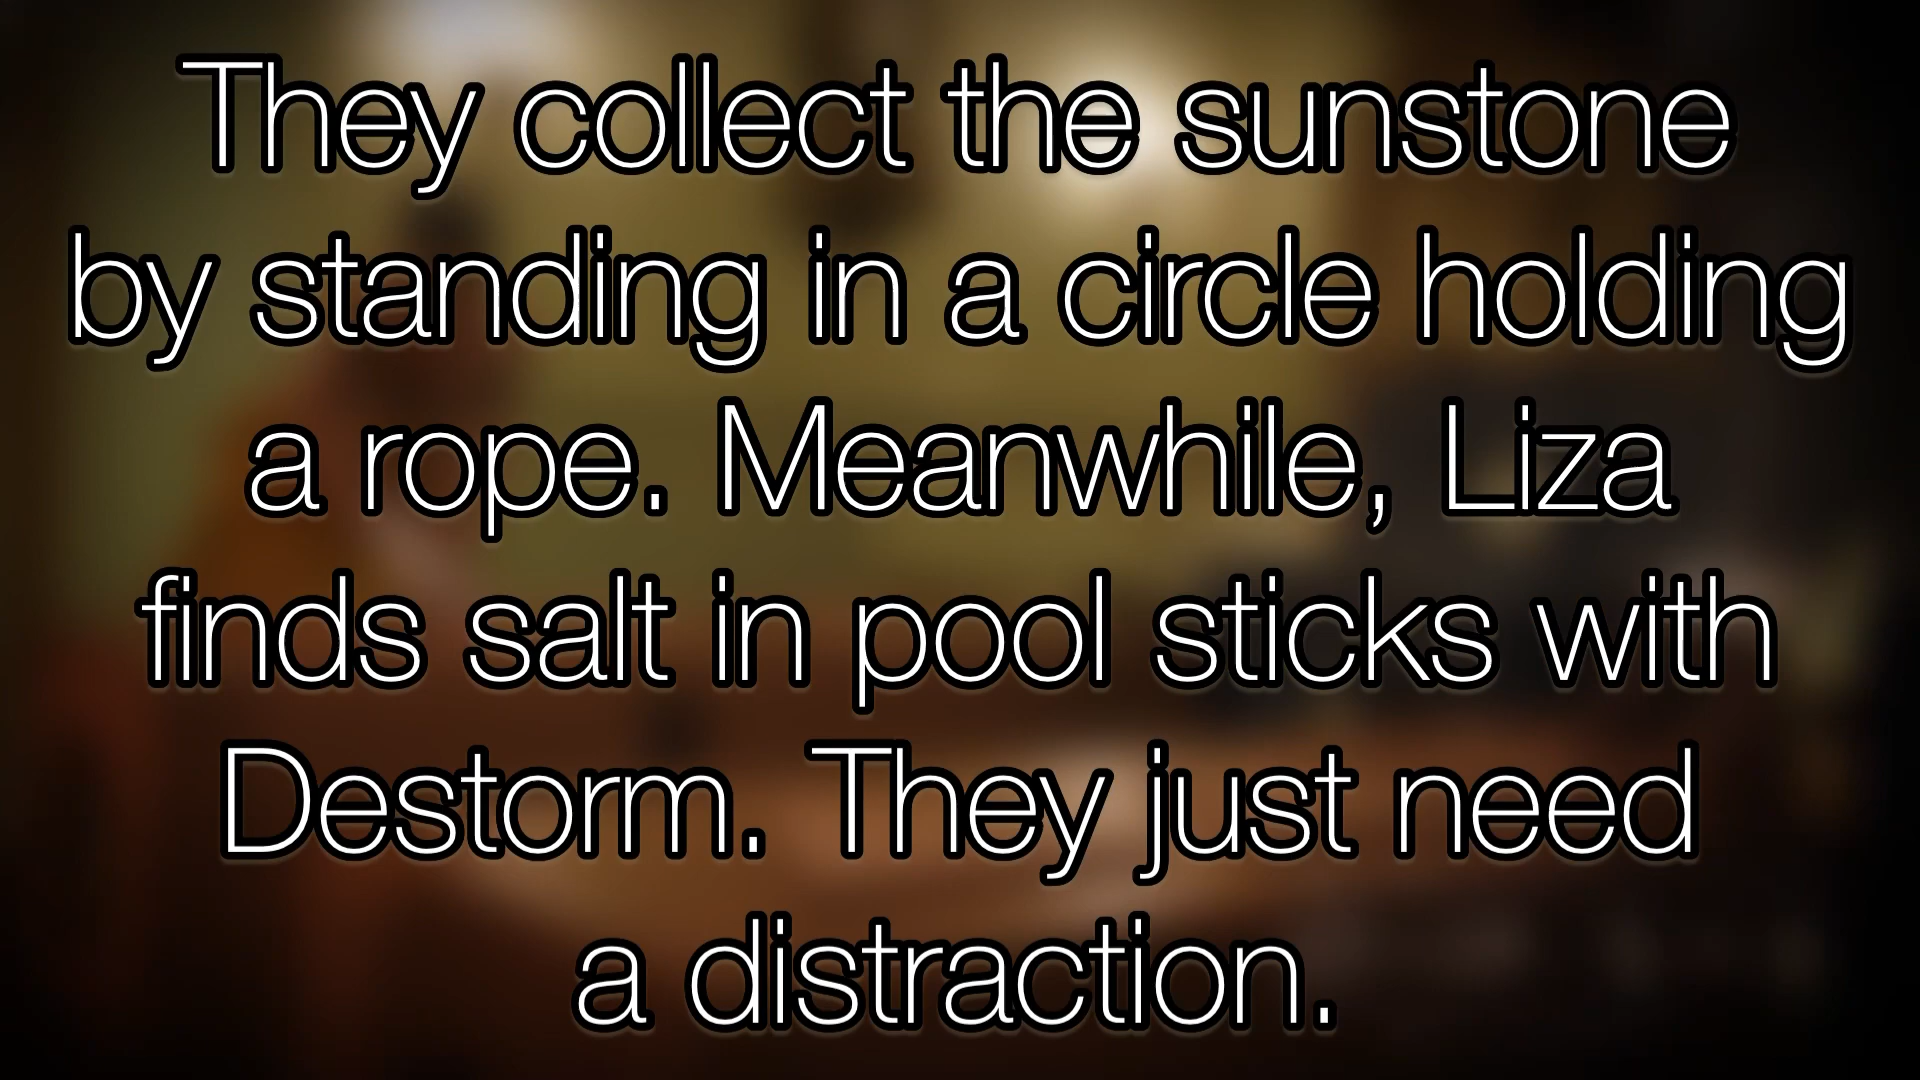 They collect the sunstone
by standing in a circle holding
a rope. Meanwhile, Liza
finds salt in pool sticks with
Destorm. They just need
a distraction.